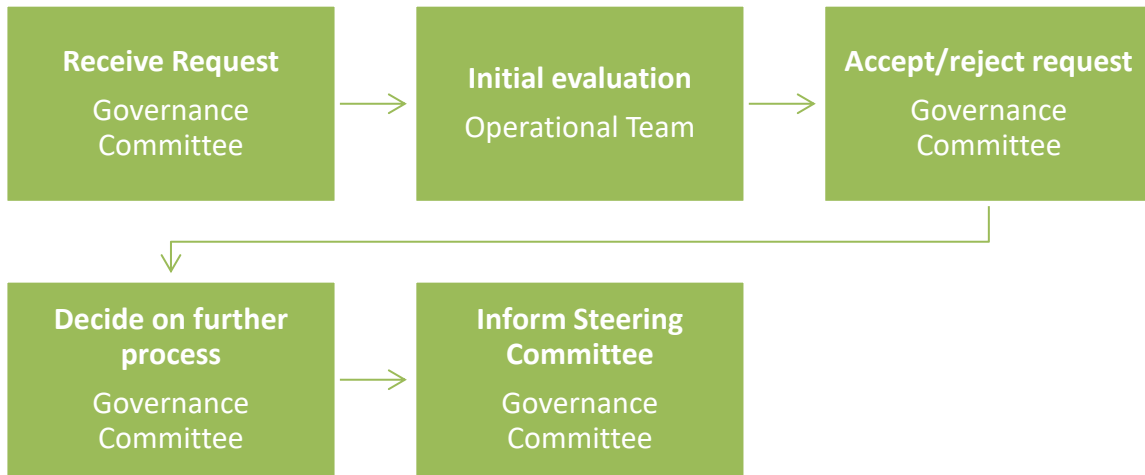 Receive Request
Governance
Committee
Initial evaluation
Operational Team
Accept/reject request
Governance
Committee
Decide on further
process
Governance
Committee
Inform Steering
Committee
Governance
Committee